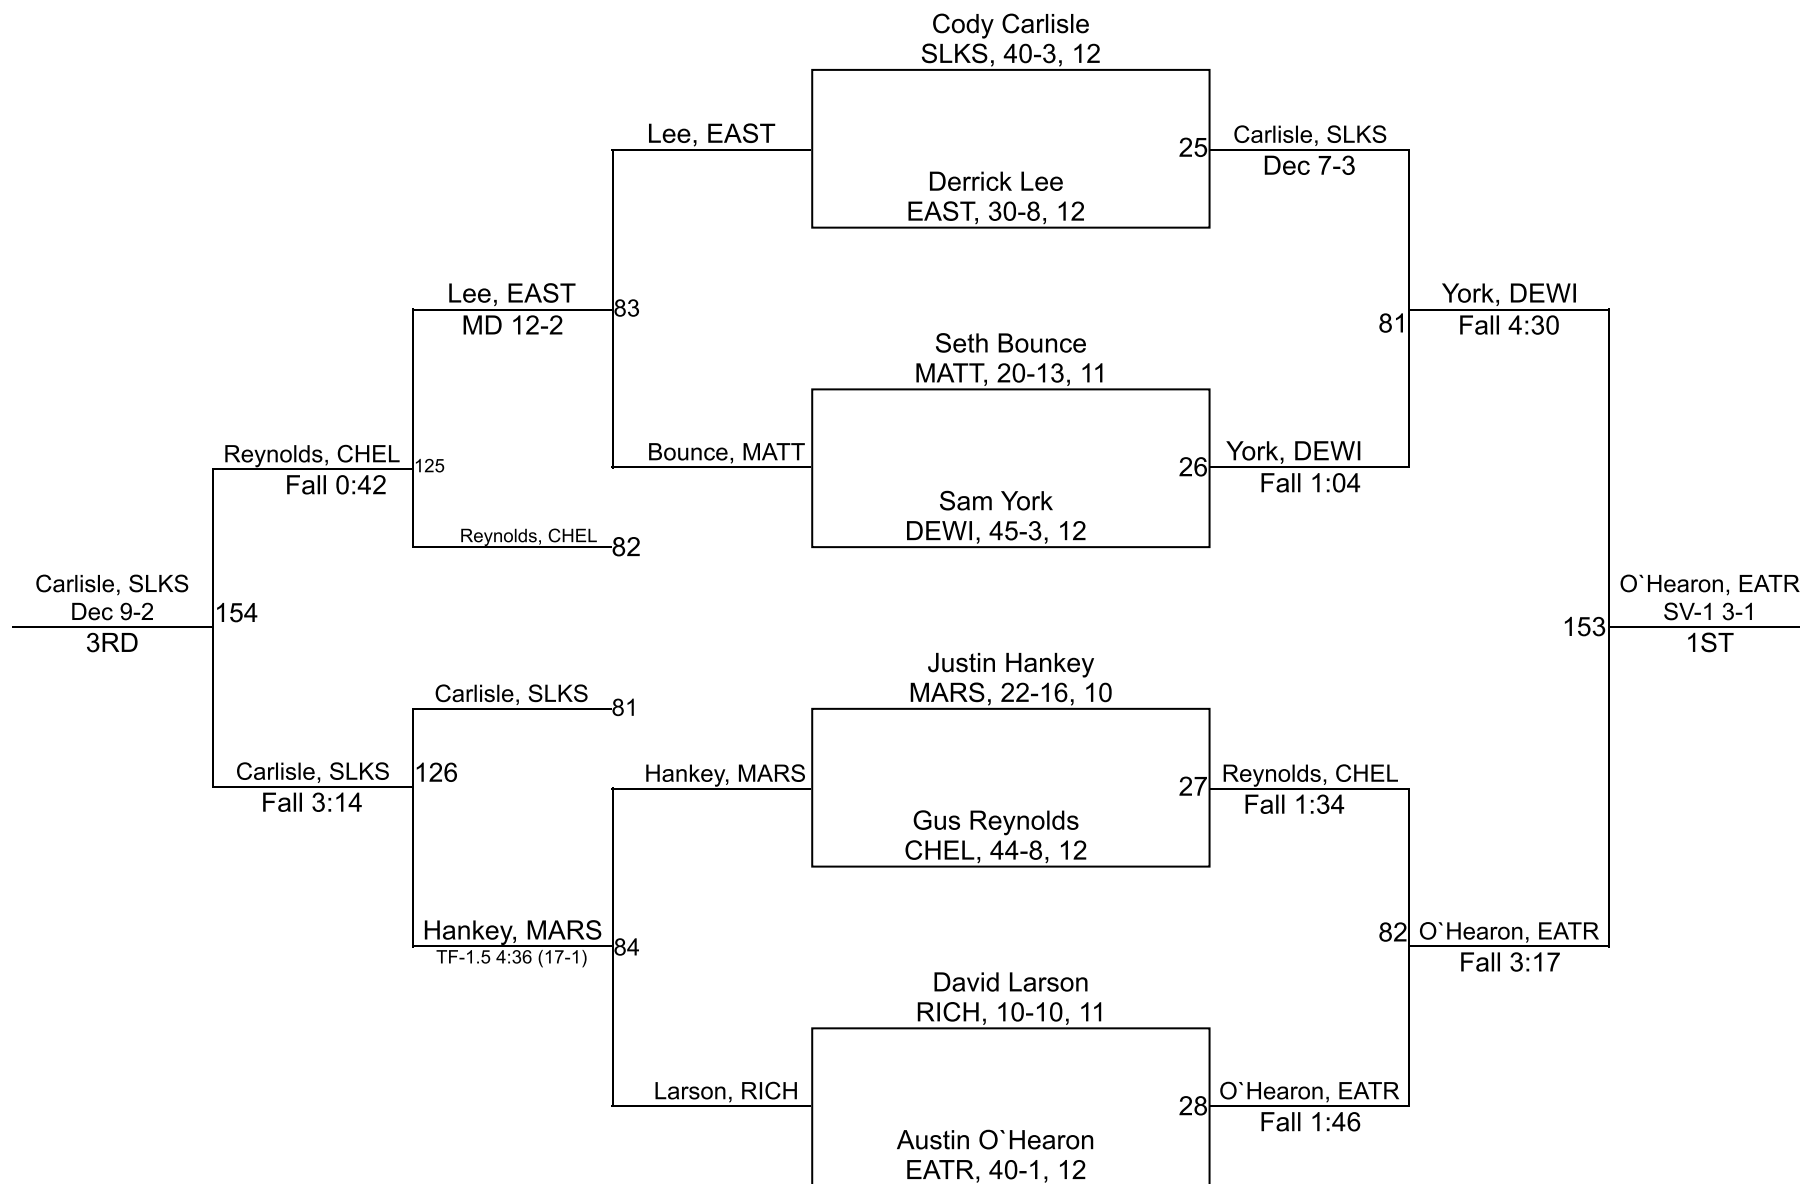 Cody Carlisle
SLKS, 40-3, 12
Lee, EAST
25
Carlisle, SLKS
Dec 7-3
Derrick Lee
EAST, 30-8, 12
Lee, EAST
MD 12-2
83
York, DEWI
Fall 4:30
81
Seth Bounce
MATT, 20-13, 11
Reynolds, CHEL
Fall 0:42
125
Bounce, MATT
26
York, DEWI
Fall 1:04
Sam York
DEWI, 45-3, 12
Reynolds, CHEL
82
Carlisle, SLKS
Dec 9-2
3RD
154
153
O`Hearon, EATR
SV-1 3-1
1ST
Justin Hankey
MARS, 22-16, 10
Carlisle, SLKS
81
Carlisle, SLKS
Fall 3:14
126
Hankey, MARS
27
Reynolds, CHEL
Fall 1:34
Gus Reynolds
CHEL, 44-8, 12
Hankey, MARS
TF-1.5 4:36 (17-1)
84
82
O`Hearon, EATR
Fall 3:17
David Larson
RICH, 10-10, 11
Larson, RICH
28
O`Hearon, EATR
Fall 1:46
Austin O`Hearon
EATR, 40-1, 12